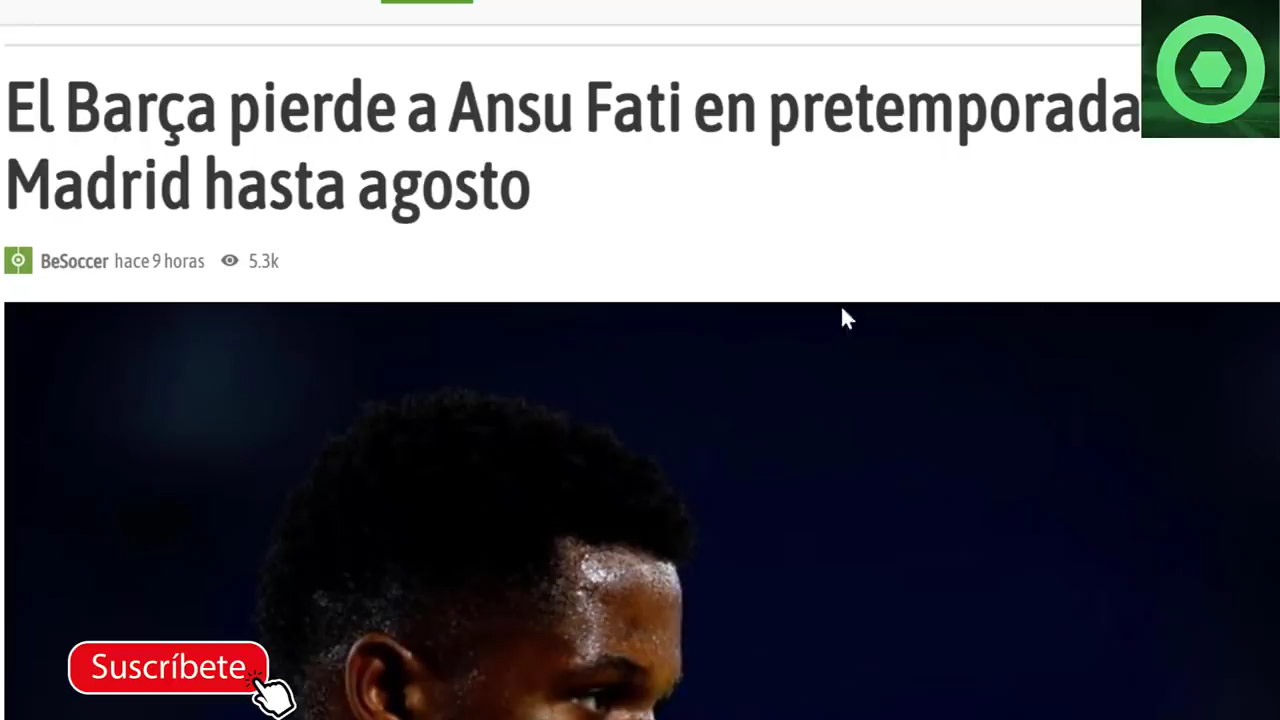 El Barça pierde a Ansu Fati en pretemporada
Madrid hasta agosto
BeSoccer hace 9 horas 5.3k
Suscríbete